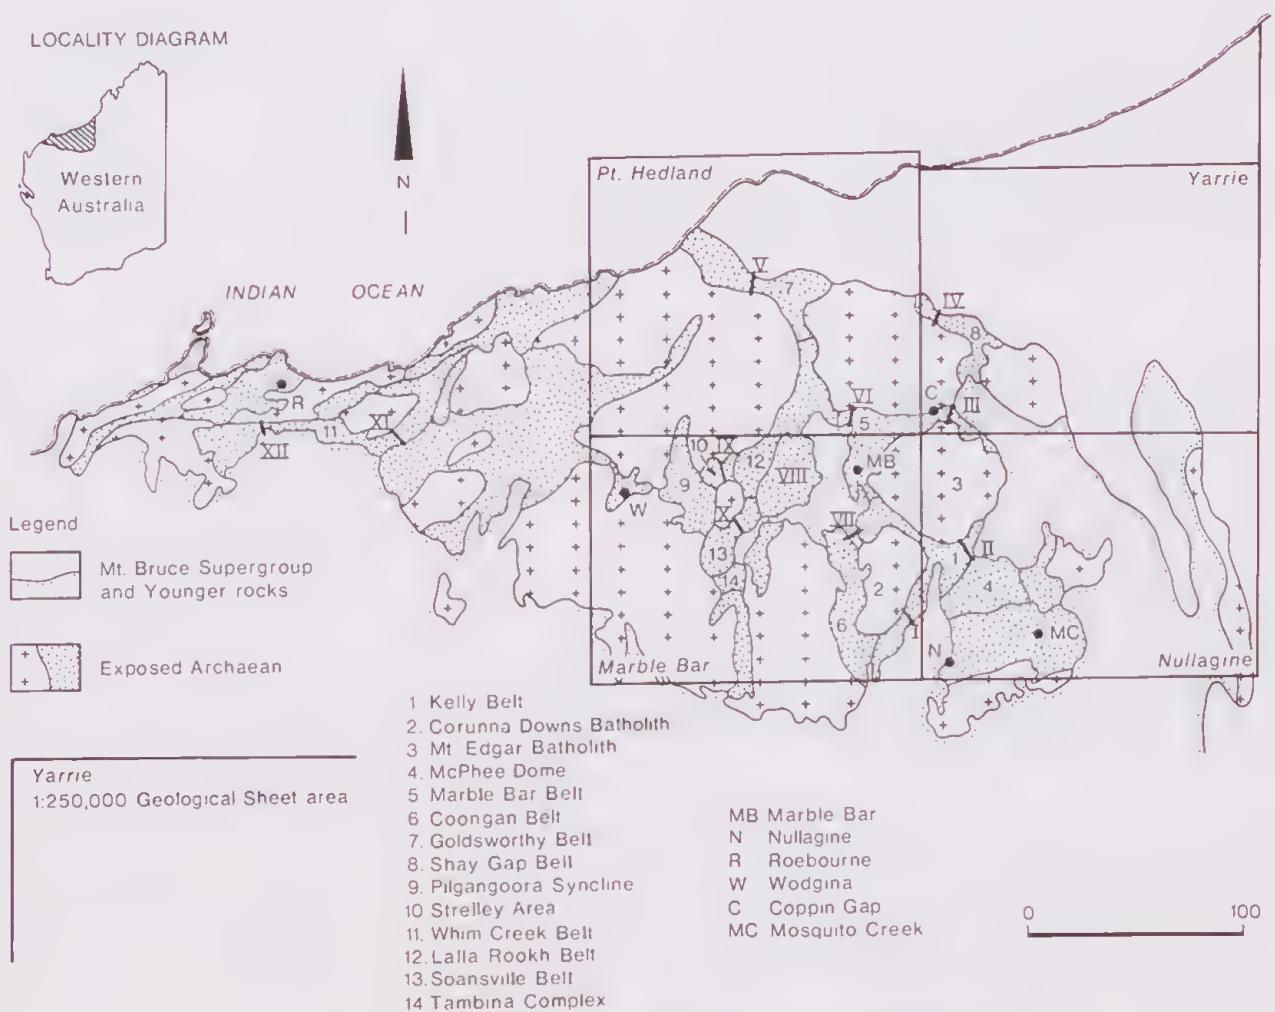 LOCALITY DIAGRAM
Western
Australia
N
INDIAN OCEAN
Pt. Hedland
Yarrie
V
7
IV
8
R
XI
11
XII
VI
5
C
III
10
IX
12
VIII
MB
3
9
W
X
VII
II
1
13
14
2
4
6
I
MC
N
Marble Bar
Nullagine
Legend
Mt. Bruce Supergroup
and Younger rocks
Exposed Archaean
Yarrie
1:250,000 Geological Sheet area
1 Kelly Belt
2. Corunna Downs Batholith
3 Mt Edgar Batholith
4. McPhee Dome
5 Marble Bar Belt
6 Coongan Belt
7. Goldsworthy Belt
8. Shay Gap Belt
9. Pilgangoora Syncline
10 Strelley Area
11. Whim Creek Belt
12. Lalla Rookh Belt
13. Soansville Belt
14 Tambina Complex
MB Marble Bar
N Nullagine
R Roebourne
W Wodgina
C Coppin Gap
MC Mosquito Creek
0 100